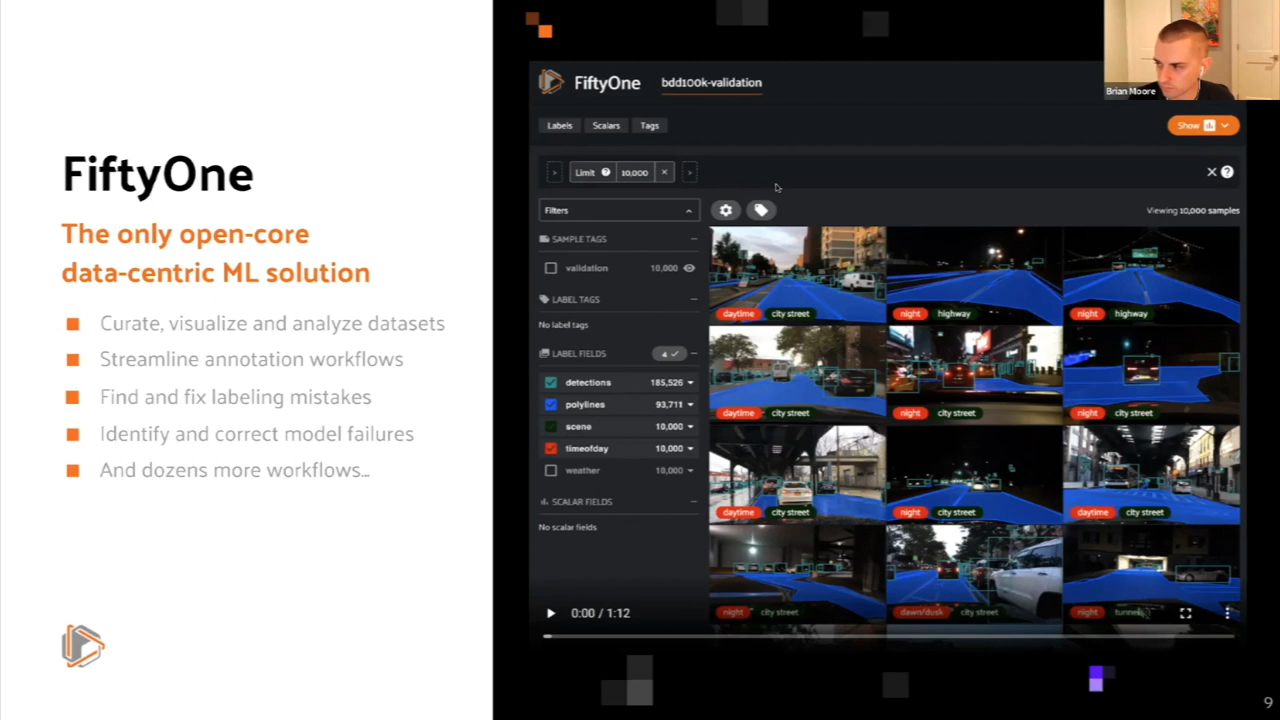 FiftyOne
The only open-core
data-centric ML solution
Curate, visualize and analyze datasets
Streamline annotation workflows
Find and fix labeling mistakes
Identify and correct model failures
And dozens more workflows...
FiftyOne bdd100k-validation
Brian Moore
Labels Scalars Tags
Show
Limit ? 10,000 ×
× ?
Filters
Viewing 10,000 samples
SAMPLE TAGS
validation 10,000
LABEL TAGS
No label tags
LABEL FIELDS 4
detections 185,526
polylines 93,711
scene 10,000
timeofday 10,000
weather 10,000
SCALAR FIELDS
No scalar fields
daytime city street
night highway
night highway
daytime city street
night city street
night city street
daytime city street
night city street
daytime city street
night city street
dawn/dusk city street
night tunnel
0:00 / 1:12
9